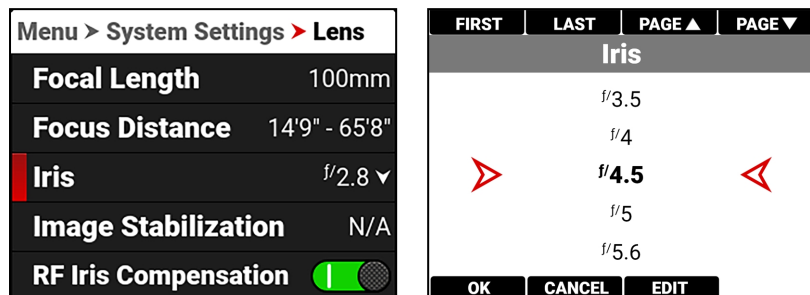 Menu > System Settings > Lens
Focal Length 100mm
Focus Distance 14'9" - 65'8"
Iris f/2.8
Image Stabilization N/A
RF Iris Compensation
FIRST LAST PAGE▲ PAGE▼
Iris
f/3.5
f/4
f/4.5
f/5
f/5.6
OK CANCEL EDIT